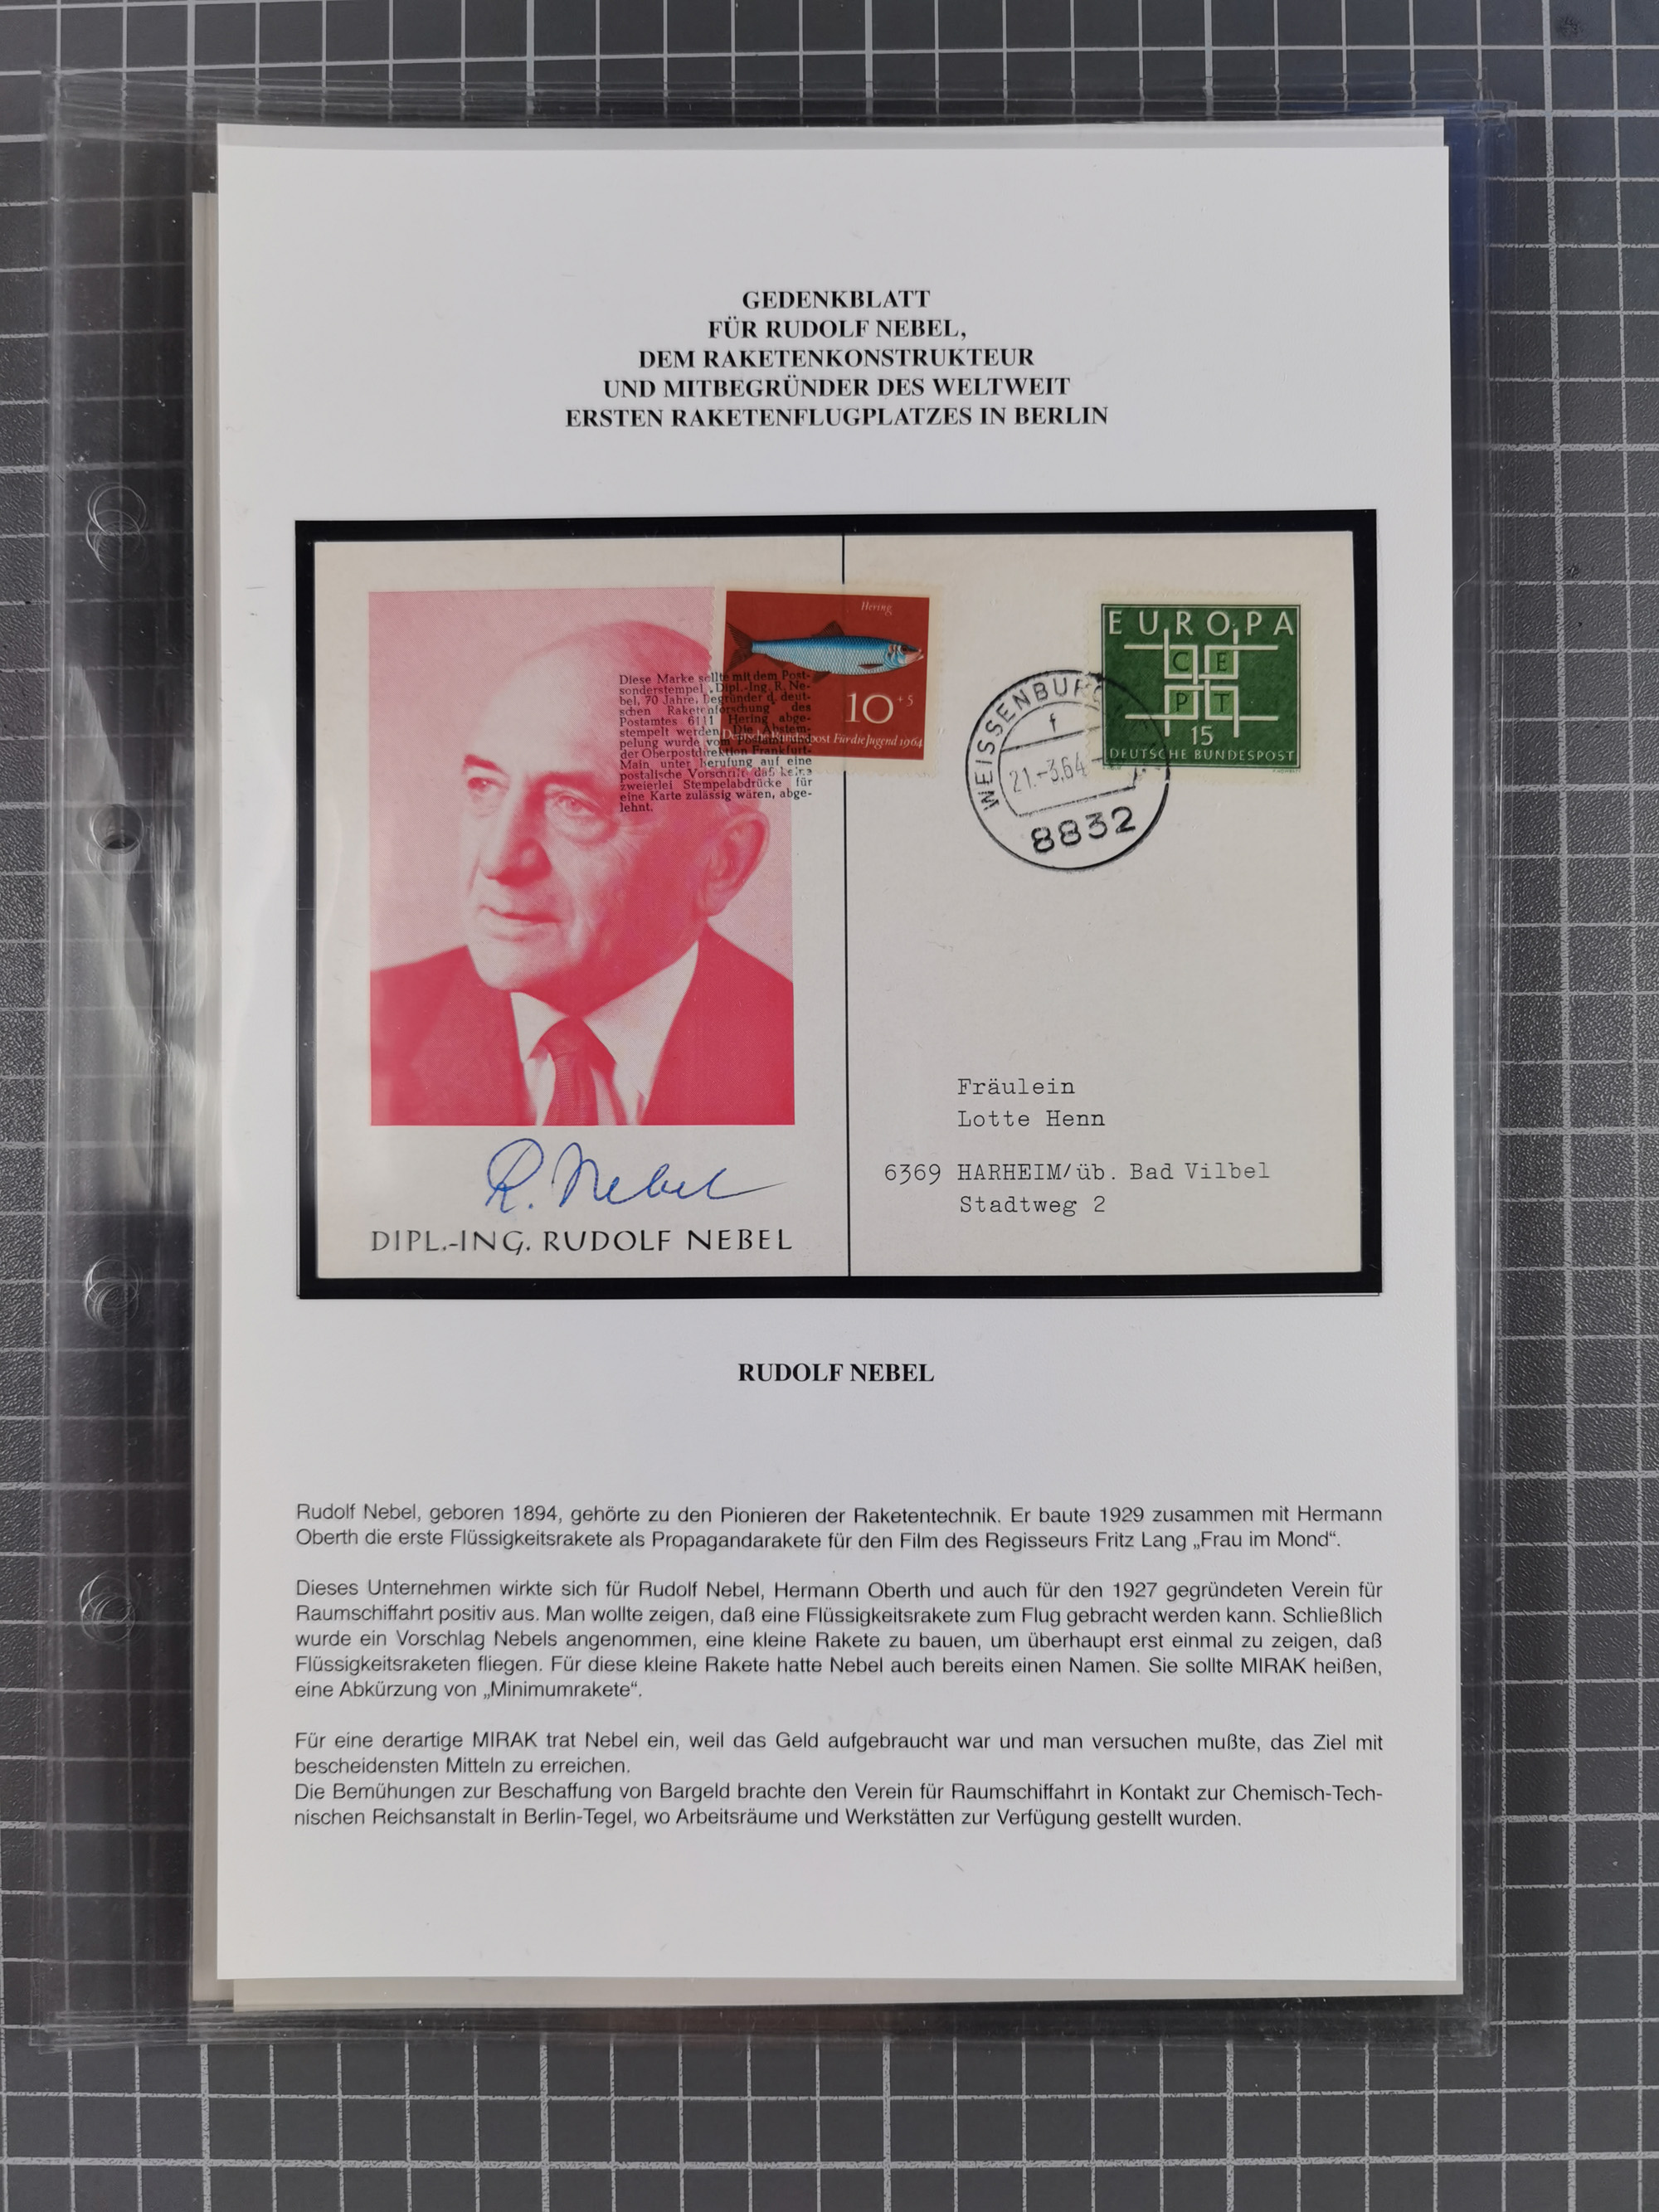 GEDENKBLATT
FÜR RUDOLF NEBEL,
DEM RAKETENKONSTRUKTEUR
UND MITBEGRÜNDER DES WELTWEIT
ERSTEN RAKETENFLUGPLATZES IN BERLIN
Hering
10+5
Deutsche Bundespost Für die Jugend 1964
Diese Marke sollte mit dem Post-
sonderstempel „Dipl.-Ing. R. Ne-
bel, 70 Jahre, Begründer d. deut-
schen Raketenforschung des
Postamtes 6111 Hering abge-
stempelt werden. Die Abstem-
pelung wurde vom Postamt und
der Oberpostdirektion Frankfurt-
Main unter Berufung auf eine
postalische Vorschrift daß keine
zweierlei Stempelabdrücke für
eine Karte zulässig wären, abge-
lehnt.
EUROPA
CE
PT
15
DEUTSCHE BUNDESPOST
WEISSENBURG
f
21.-3.64
8832
Fräulein
Lotte Henn
6369 HARHEIM/üb. Bad Vilbel
Stadtweg 2
R. Nebel
DIPL.-ING. RUDOLF NEBEL
RUDOLF NEBEL
Rudolf Nebel, geboren 1894, gehörte zu den Pionieren der Raketentechnik. Er baute 1929 zusammen mit Hermann
Oberth die erste Flüssigkeitsrakete als Propagandarakete für den Film des Regisseurs Fritz Lang „Frau im Mond“.
Dieses Unternehmen wirkte sich für Rudolf Nebel, Hermann Oberth und auch für den 1927 gegründeten Verein für
Raumschiffahrt positiv aus. Man wollte zeigen, daß eine Flüssigkeitsrakete zum Flug gebracht werden kann. Schließlich
wurde ein Vorschlag Nebels angenommen, eine kleine Rakete zu bauen, um überhaupt erst einmal zu zeigen, daß
Flüssigkeitsraketen fliegen. Für diese kleine Rakete hatte Nebel auch bereits einen Namen. Sie sollte MIRAK heißen,
eine Abkürzung von „Minimumrakete“.
Für eine derartige MIRAK trat Nebel ein, weil das Geld aufgebraucht war und man versuchen mußte, das Ziel mit
bescheidensten Mitteln zu erreichen.
Die Bemühungen zur Beschaffung von Bargeld brachte den Verein für Raumschiffahrt in Kontakt zur Chemisch-Tech-
nischen Reichsanstalt in Berlin-Tegel, wo Arbeitsräume und Werkstätten zur Verfügung gestellt wurden.